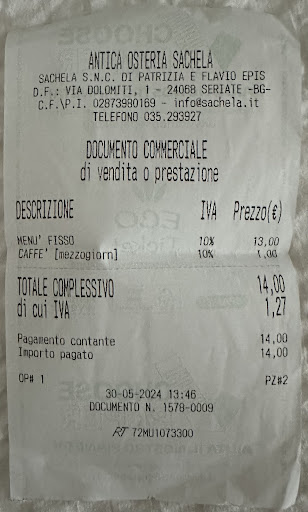 ANTICA OSTERIA SACHELA
SACHELA S.N.C. DI PATRIZIA E FLAVIO EPIS
D.F.: VIA DOLOMITI, 1 - 24068 SERIATE -BG-
C.F.\P.I. 02873980169 - info@sachela.it
TELEFONO 035.293927
DOCUMENTO COMMERCIALE
di vendita o prestazione
DESCRIZIONE IVA Prezzo(€)
MENU' FISSO 10% 13,00
CAFFE' [mezzogiorn] 10% 1,00
TOTALE COMPLESSIVO 14,00
di cui IVA 1,27
Pagamento contante 14,00
Importo pagato 14,00
OP# 1 PZ#2
30-05-2024 13:46
DOCUMENTO N. 1579-0009
RT 72MU1073300